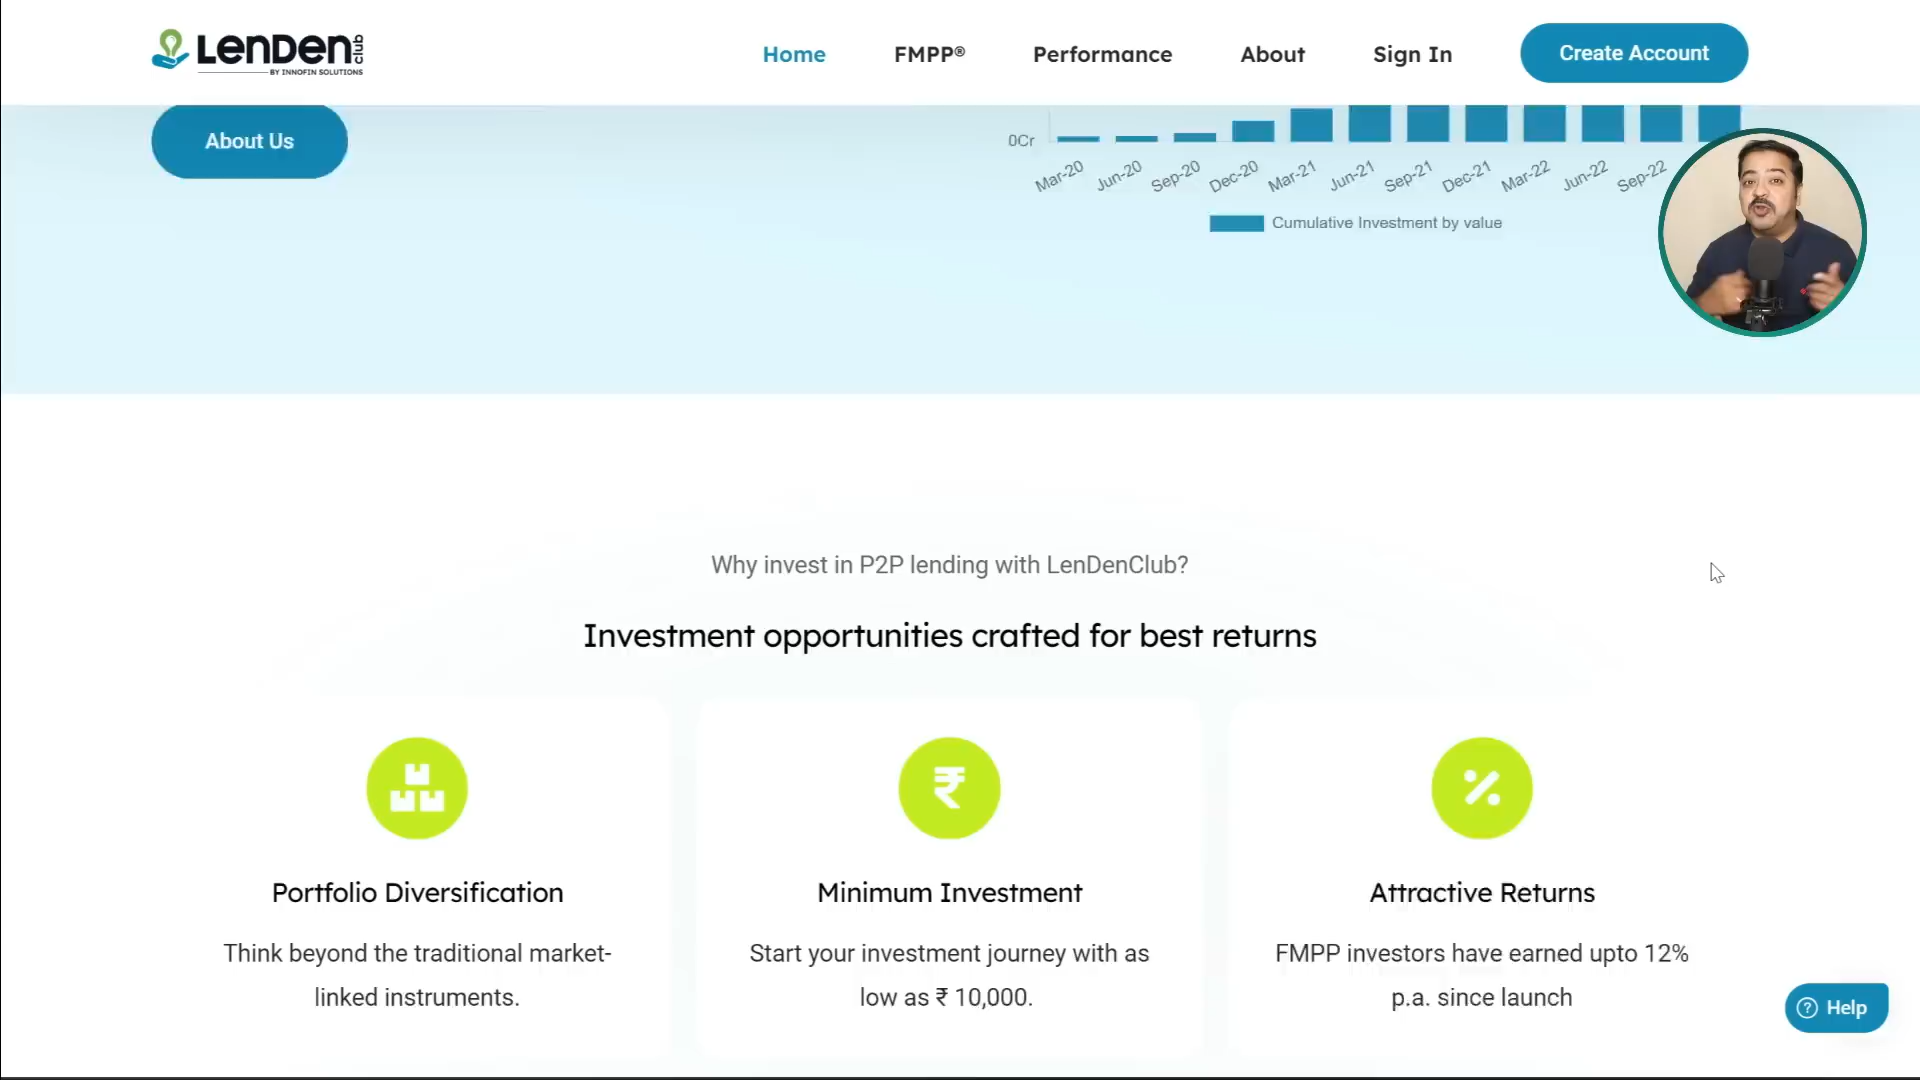 LenDen club
BY INNOFIN SOLUTIONS
Home
FMPP®
Performance
About
Sign In
Create Account
About Us
0Cr
Mar-20
Jun-20
Sep-20
Dec-20
Mar-21
Jun-21
Sep-21
Dec-21
Mar-22
Jun-22
Sep-22
Cumulative Investment by value
Why invest in P2P lending with LenDenClub?
Investment opportunities crafted for best returns
Portfolio Diversification
Think beyond the traditional market-
linked instruments.
Minimum Investment
Start your investment journey with as
low as ₹ 10,000.
Attractive Returns
FMPP investors have earned upto 12%
p.a. since launch
Help